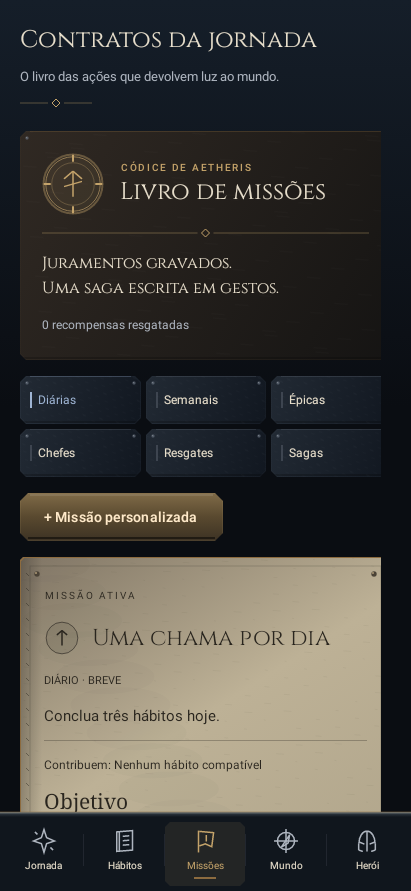 Contratos da jornada
O livro das ações que devolvem luz ao mundo.
CÓDICE DE AETHERIS
Livro de missões
Juramentos gravados.
Uma saga escrita em gestos.
0 recompensas resgatadas
Diárias
Semanais
Épicas
Chefes
Resgates
Sagas
+ Missão personalizada
MISSÃO ATIVA
Uma chama por dia
DIÁRIO · BREVE
Conclua três hábitos hoje.
Contribuem: Nenhum hábito compatível
Objetivo
Jornada
Hábitos
Missões
Mundo
Herói